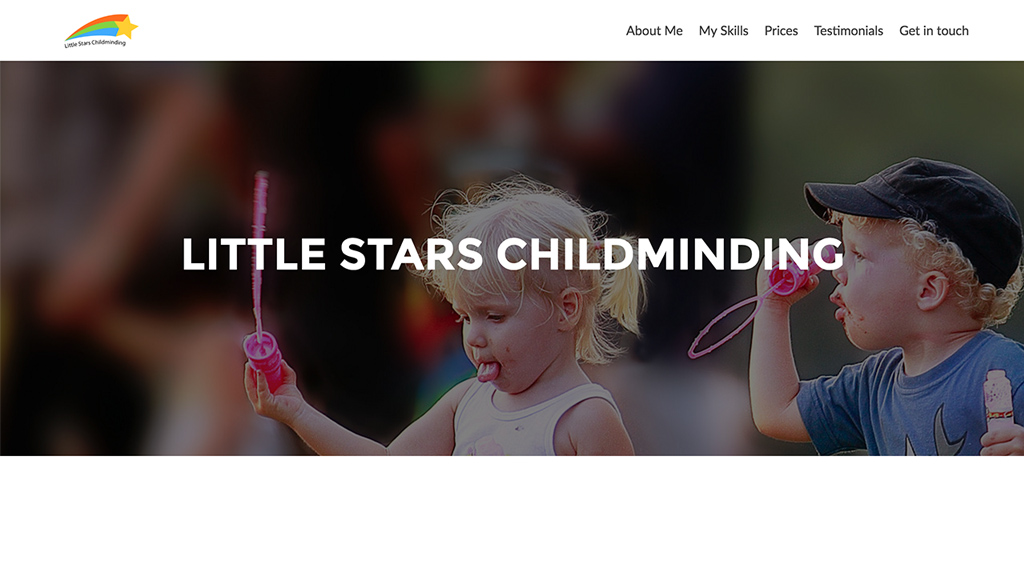 Little Stars Childminding
About Me My Skills Prices Testimonials Get in touch
LITTLE STARS CHILDMINDING